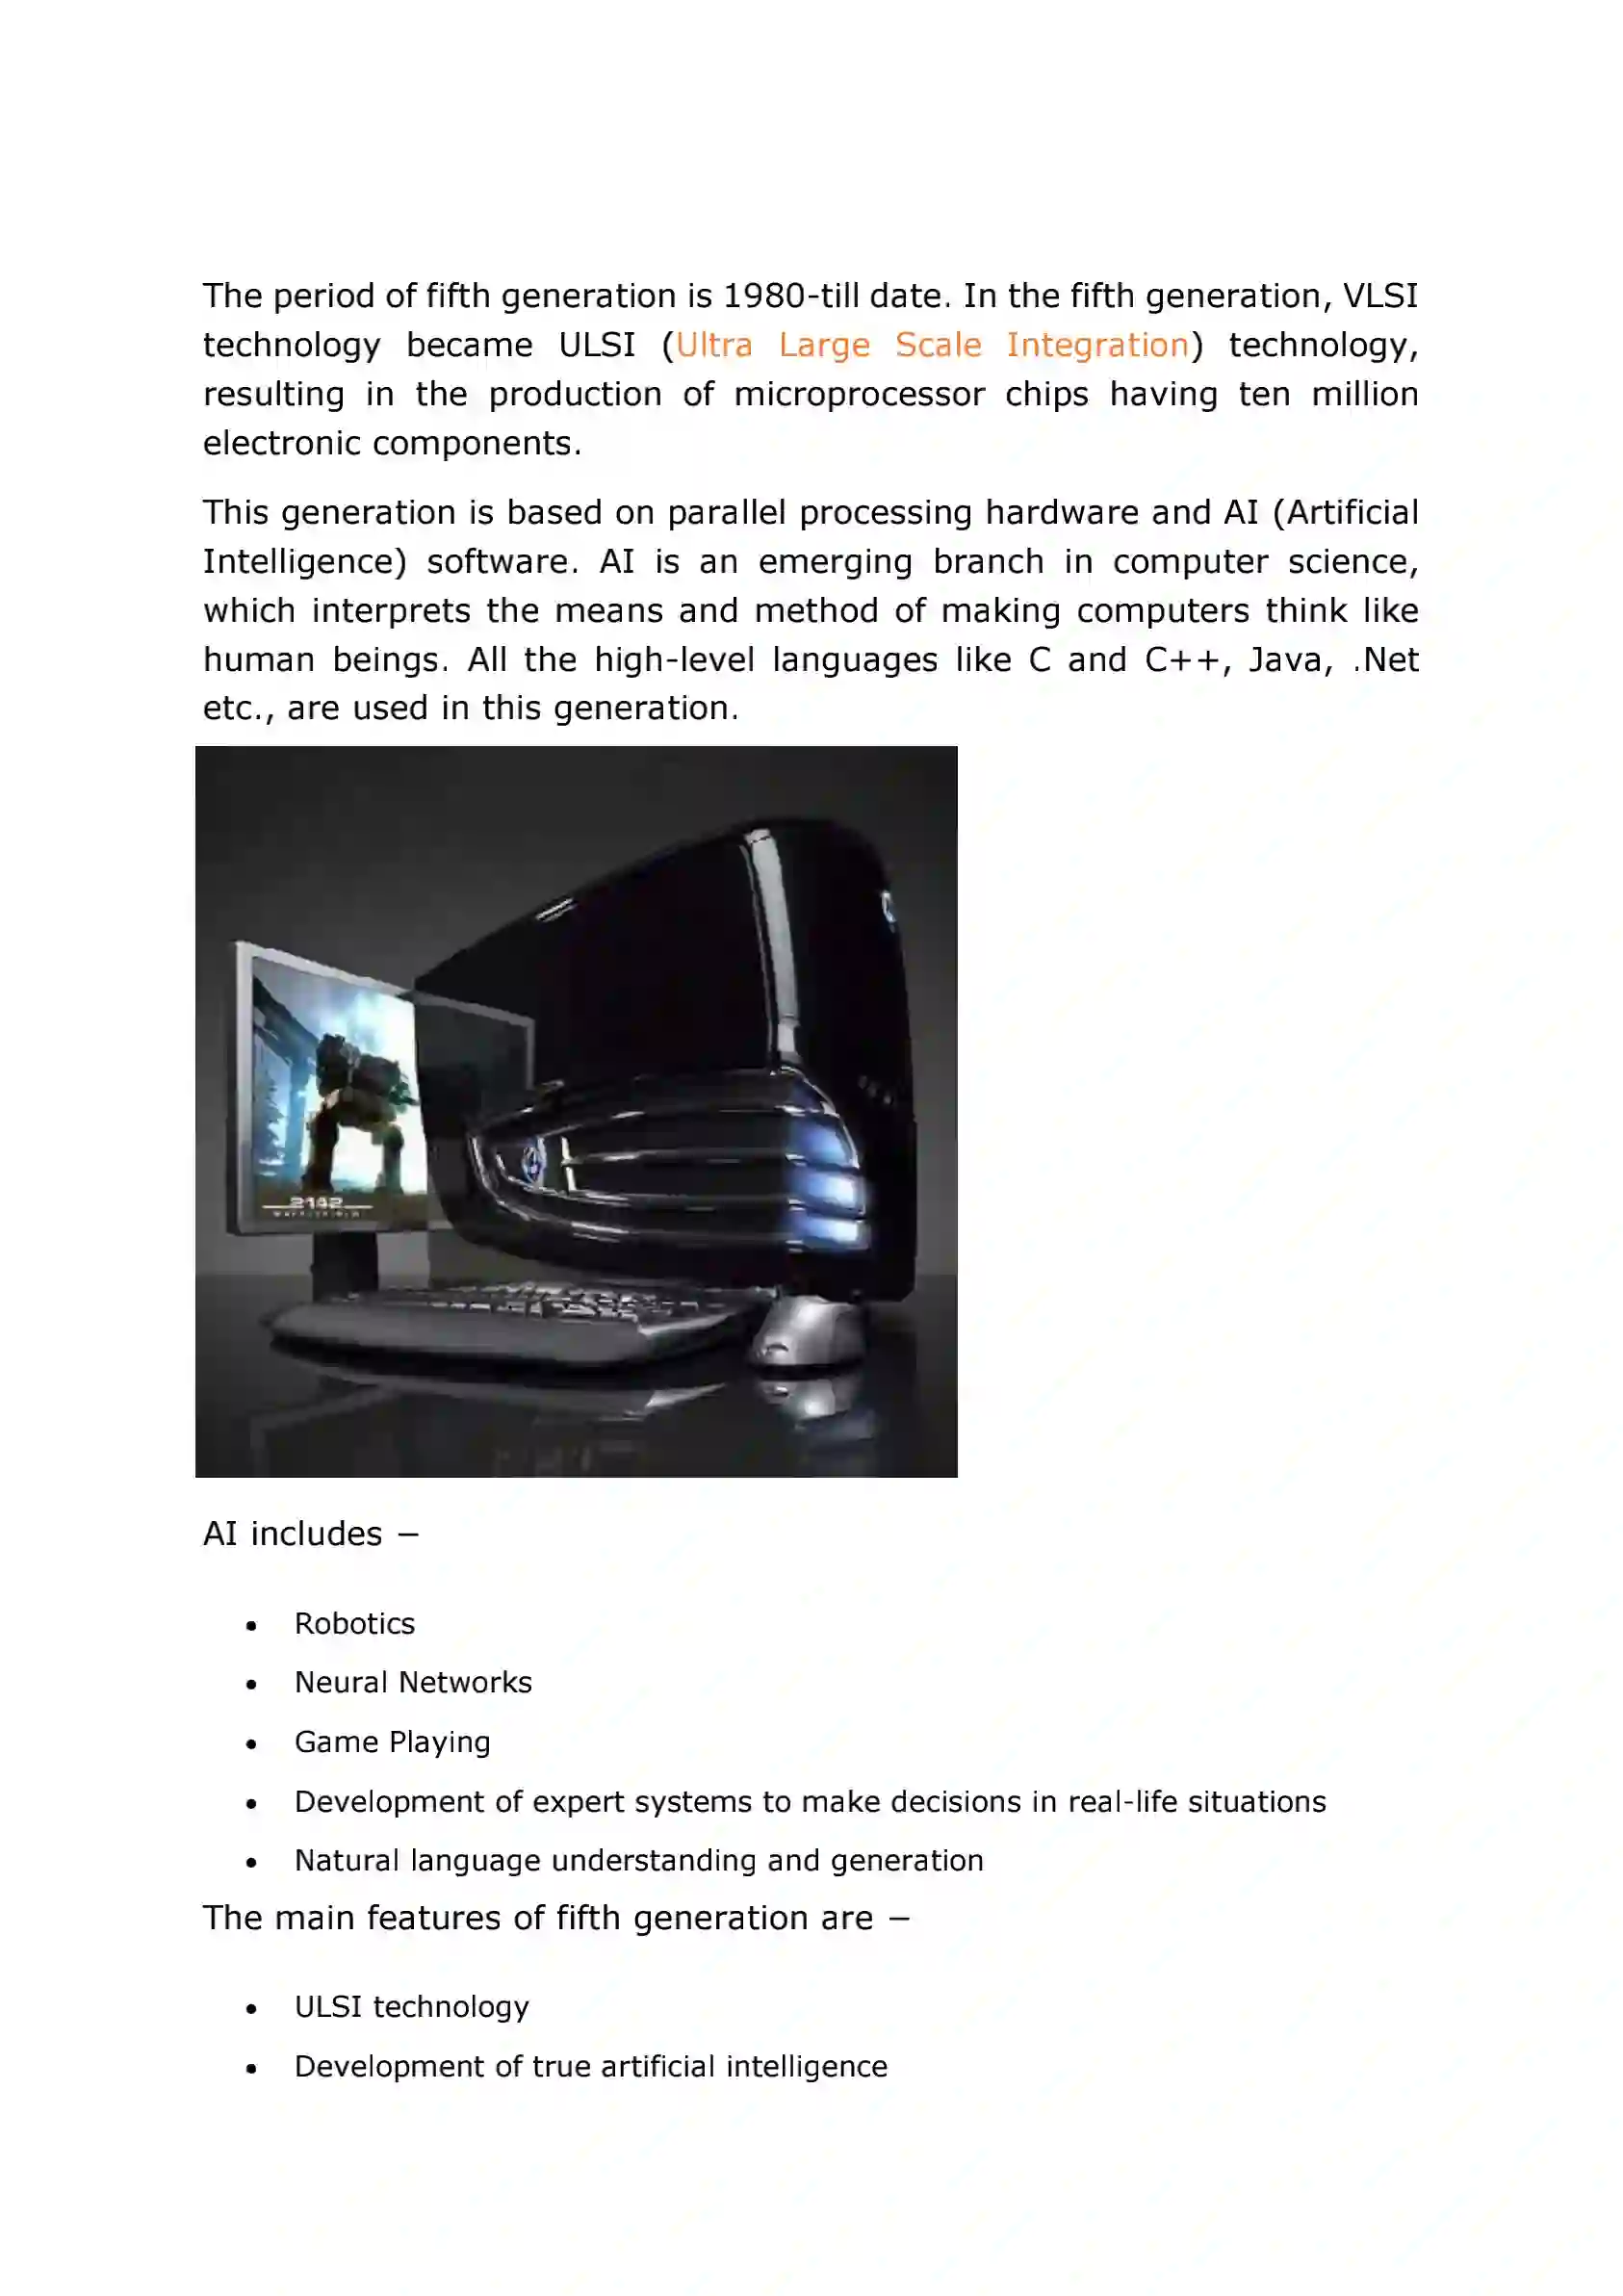 The period of fifth generation is 1980-till date. In the fifth generation, VLSI
technology became ULSI (Ultra Large Scale Integration) technology,
resulting in the production of microprocessor chips having ten million
electronic components.
This generation is based on parallel processing hardware and AI (Artificial
Intelligence) software. AI is an emerging branch in computer science,
which interprets the means and method of making computers think like
human beings. All the high-level languages like C and C++, Java, .Net
etc., are used in this generation.
2142
AI includes −
• Robotics
• Neural Networks
• Game Playing
• Development of expert systems to make decisions in real-life situations
• Natural language understanding and generation
The main features of fifth generation are −
• ULSI technology
• Development of true artificial intelligence